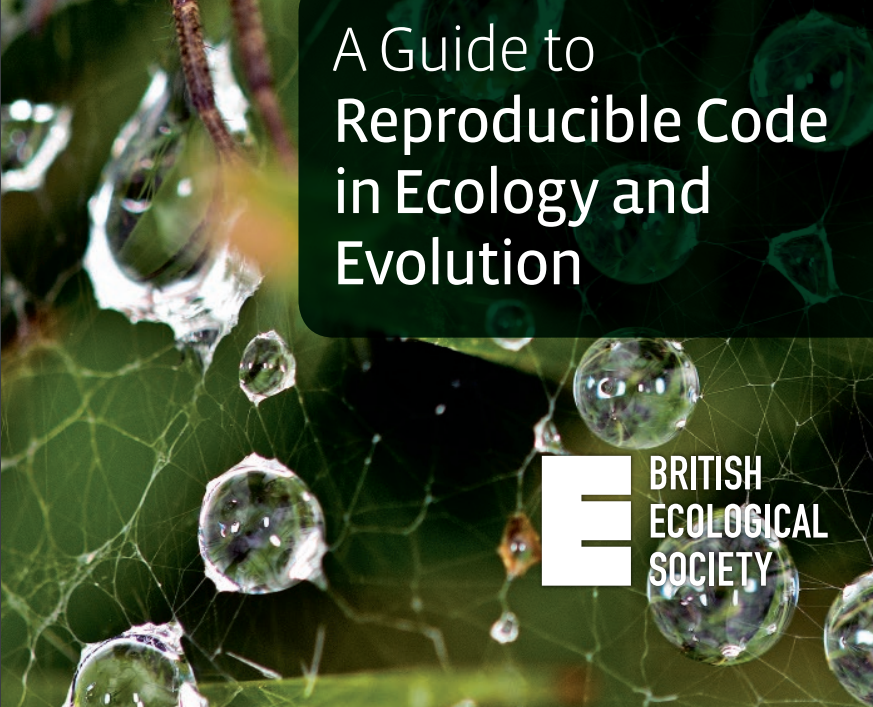 A Guide to
Reproducible Code
in Ecology and
Evolution
BRITISH
ECOLOGICAL
SOCIETY